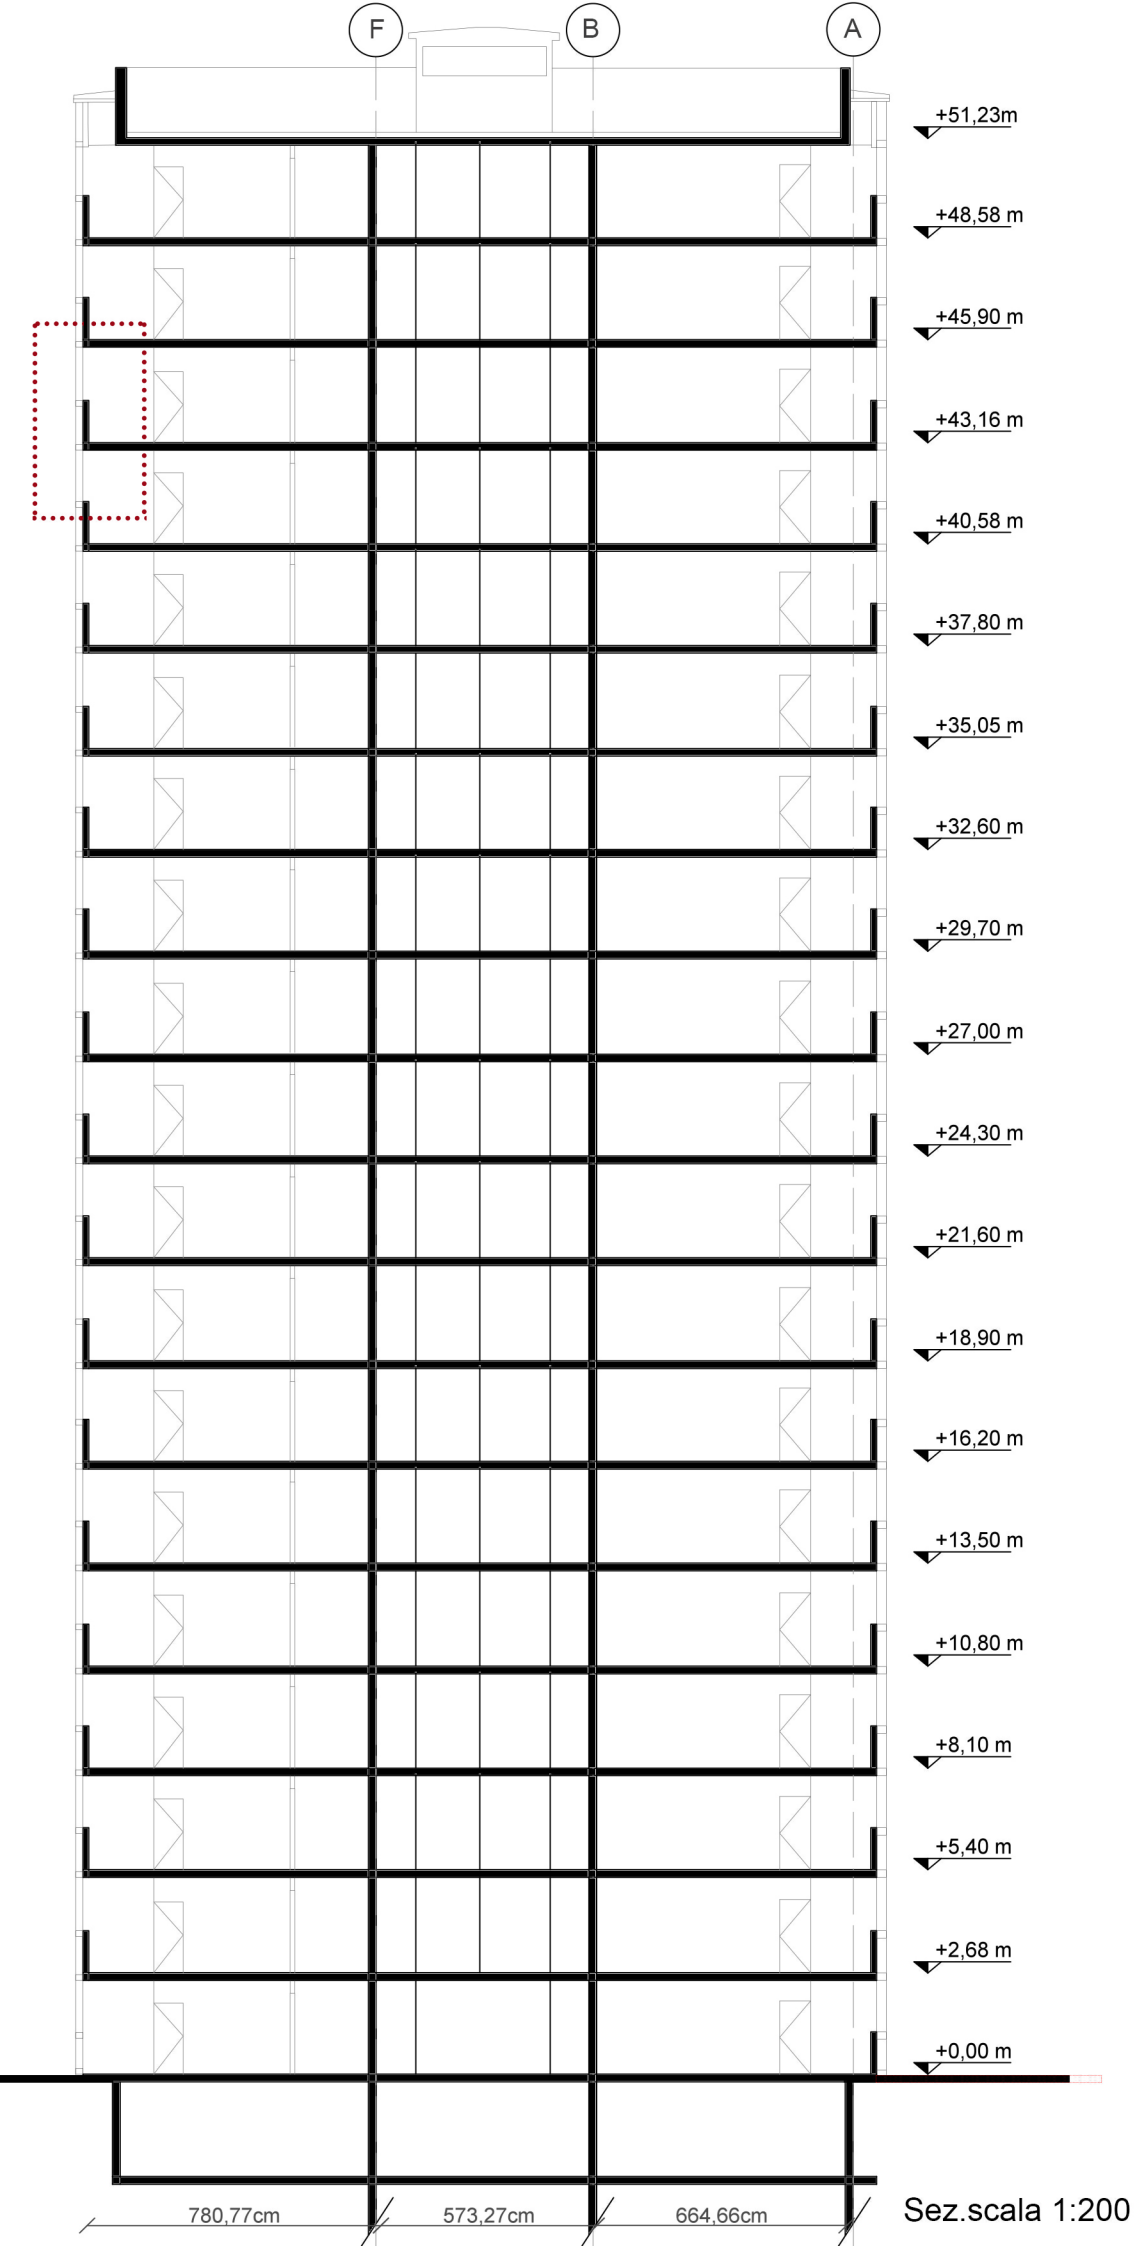 F B A
+51,23m
+48,58 m
+45,90 m
+43,16 m
+40,58 m
+37,80 m
+35,05 m
+32,60 m
+29,70 m
+27,00 m
+24,30 m
+21,60 m
+18,90 m
+16,20 m
+13,50 m
+10,80 m
+8,10 m
+5,40 m
+2,68 m
+0,00 m
780,77cm 573,27cm 664,66cm
Sez.scala 1:200